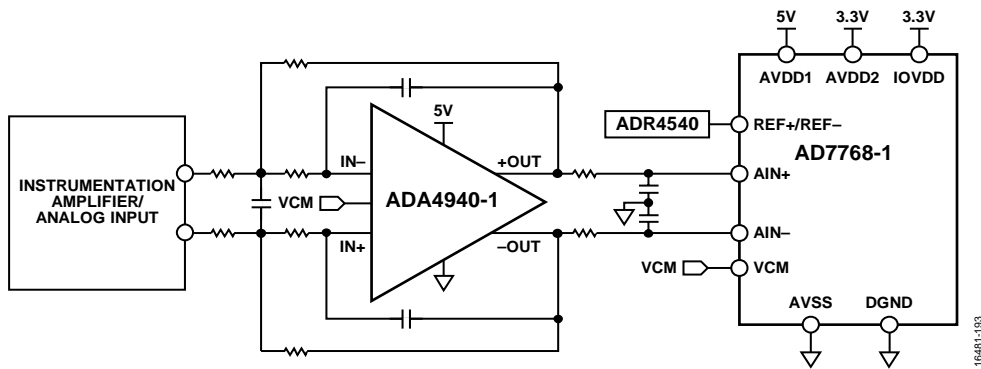 5V 3.3V 3.3V
AVDD1 AVDD2 IOVDD
5V
ADR4540 REF+/REF–
AD7768-1
INSTRUMENTATION
AMPLIFIER/
ANALOG INPUT
IN– +OUT AIN+
VCM ADA4940-1
IN+ –OUT AIN–
VCM VCM
AVSS DGND
16481-193